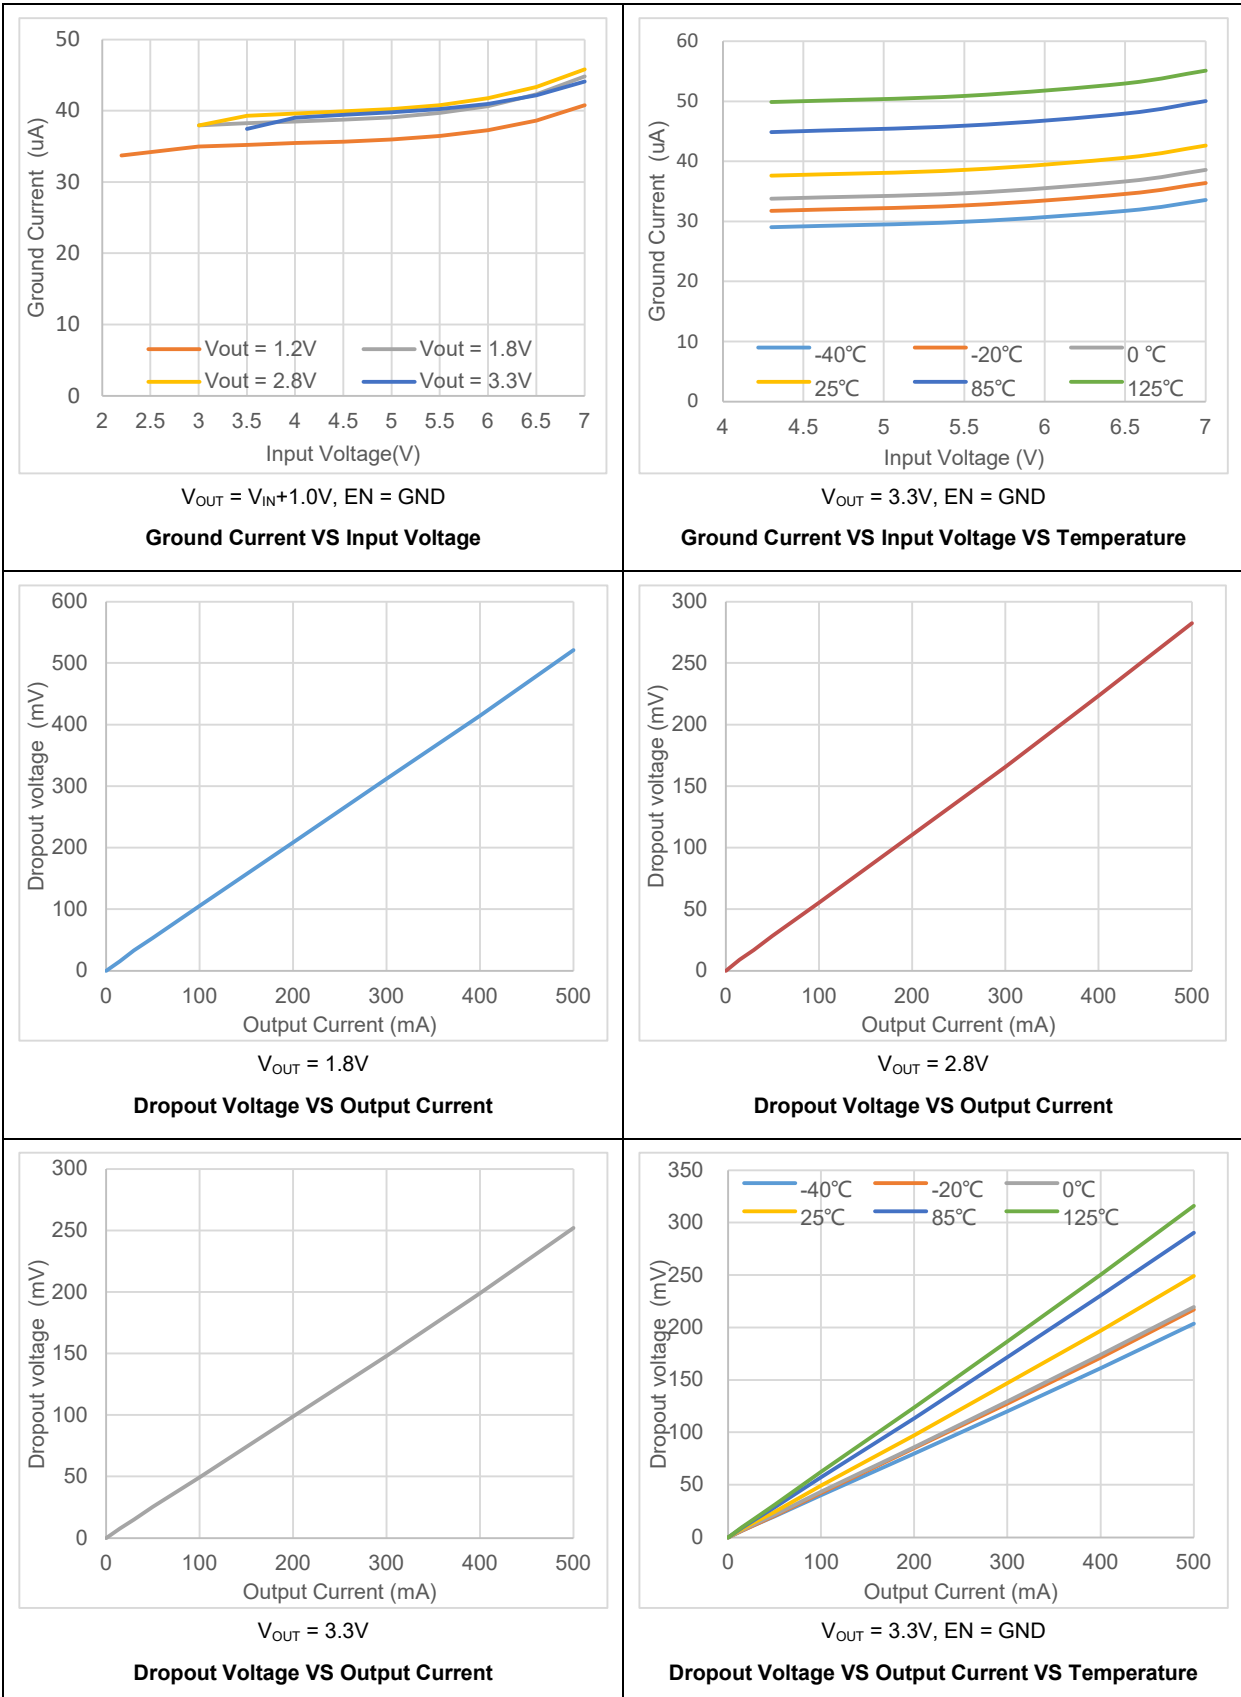 50
40
30
20
10
0
Ground Current (uA)
Vout = 1.2V
Vout = 1.8V
Vout = 2.8V
Vout = 3.3V
2 2.5 3 3.5 4 4.5 5 5.5 6 6.5 7
Input Voltage(V)
VOUT = VIN+1.0V, EN = GND
Ground Current VS Input Voltage
60
50
40
30
20
10
0
Ground Current (uA)
-40℃ -20℃ 0 ℃
25℃ 85℃ 125℃
4 4.5 5 5.5 6 6.5 7
Input Voltage (V)
VOUT = 3.3V, EN = GND
Ground Current VS Input Voltage VS Temperature
600
500
400
300
200
100
0
Dropout voltage (mV)
0 100 200 300 400 500
Output Current (mA)
VOUT = 1.8V
Dropout Voltage VS Output Current
300
250
200
150
100
50
0
Dropout voltage (mV)
0 100 200 300 400 500
Output Current (mA)
VOUT = 2.8V
Dropout Voltage VS Output Current
300
250
200
150
100
50
0
Dropout voltage (mV)
0 100 200 300 400 500
Output Current (mA)
VOUT = 3.3V
Dropout Voltage VS Output Current
350
300
250
200
150
100
50
0
Dropout voltage (mV)
-40℃ -20℃ 0℃
25℃ 85℃ 125℃
0 100 200 300 400 500
Output Current (mA)
VOUT = 3.3V, EN = GND
Dropout Voltage VS Output Current VS Temperature